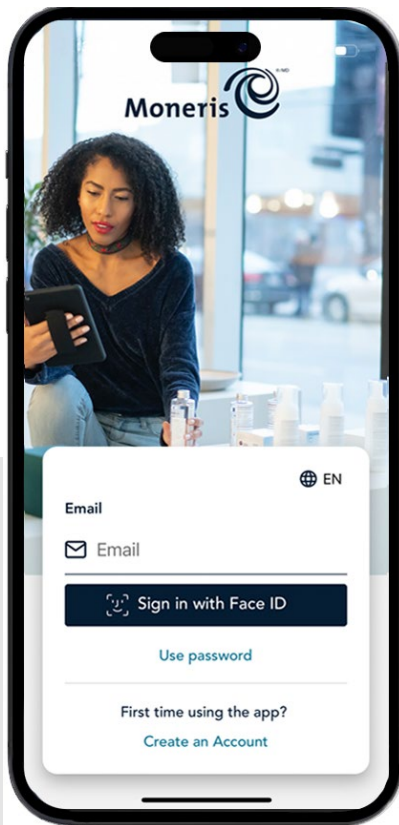 Moneris
EN
Email
Email
Sign in with Face ID
Use password
First time using the app?
Create an Account